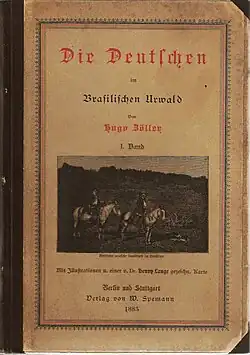 Die Deutschen
im
Brasilischen Urwald
Von
Hugo Zöller
I. Band
Mit Illustrationen u. einer v. Dr. Henry Lange gezeichn. Karte
Berlin und Stuttgart
Verlag von W. Spemann
1883